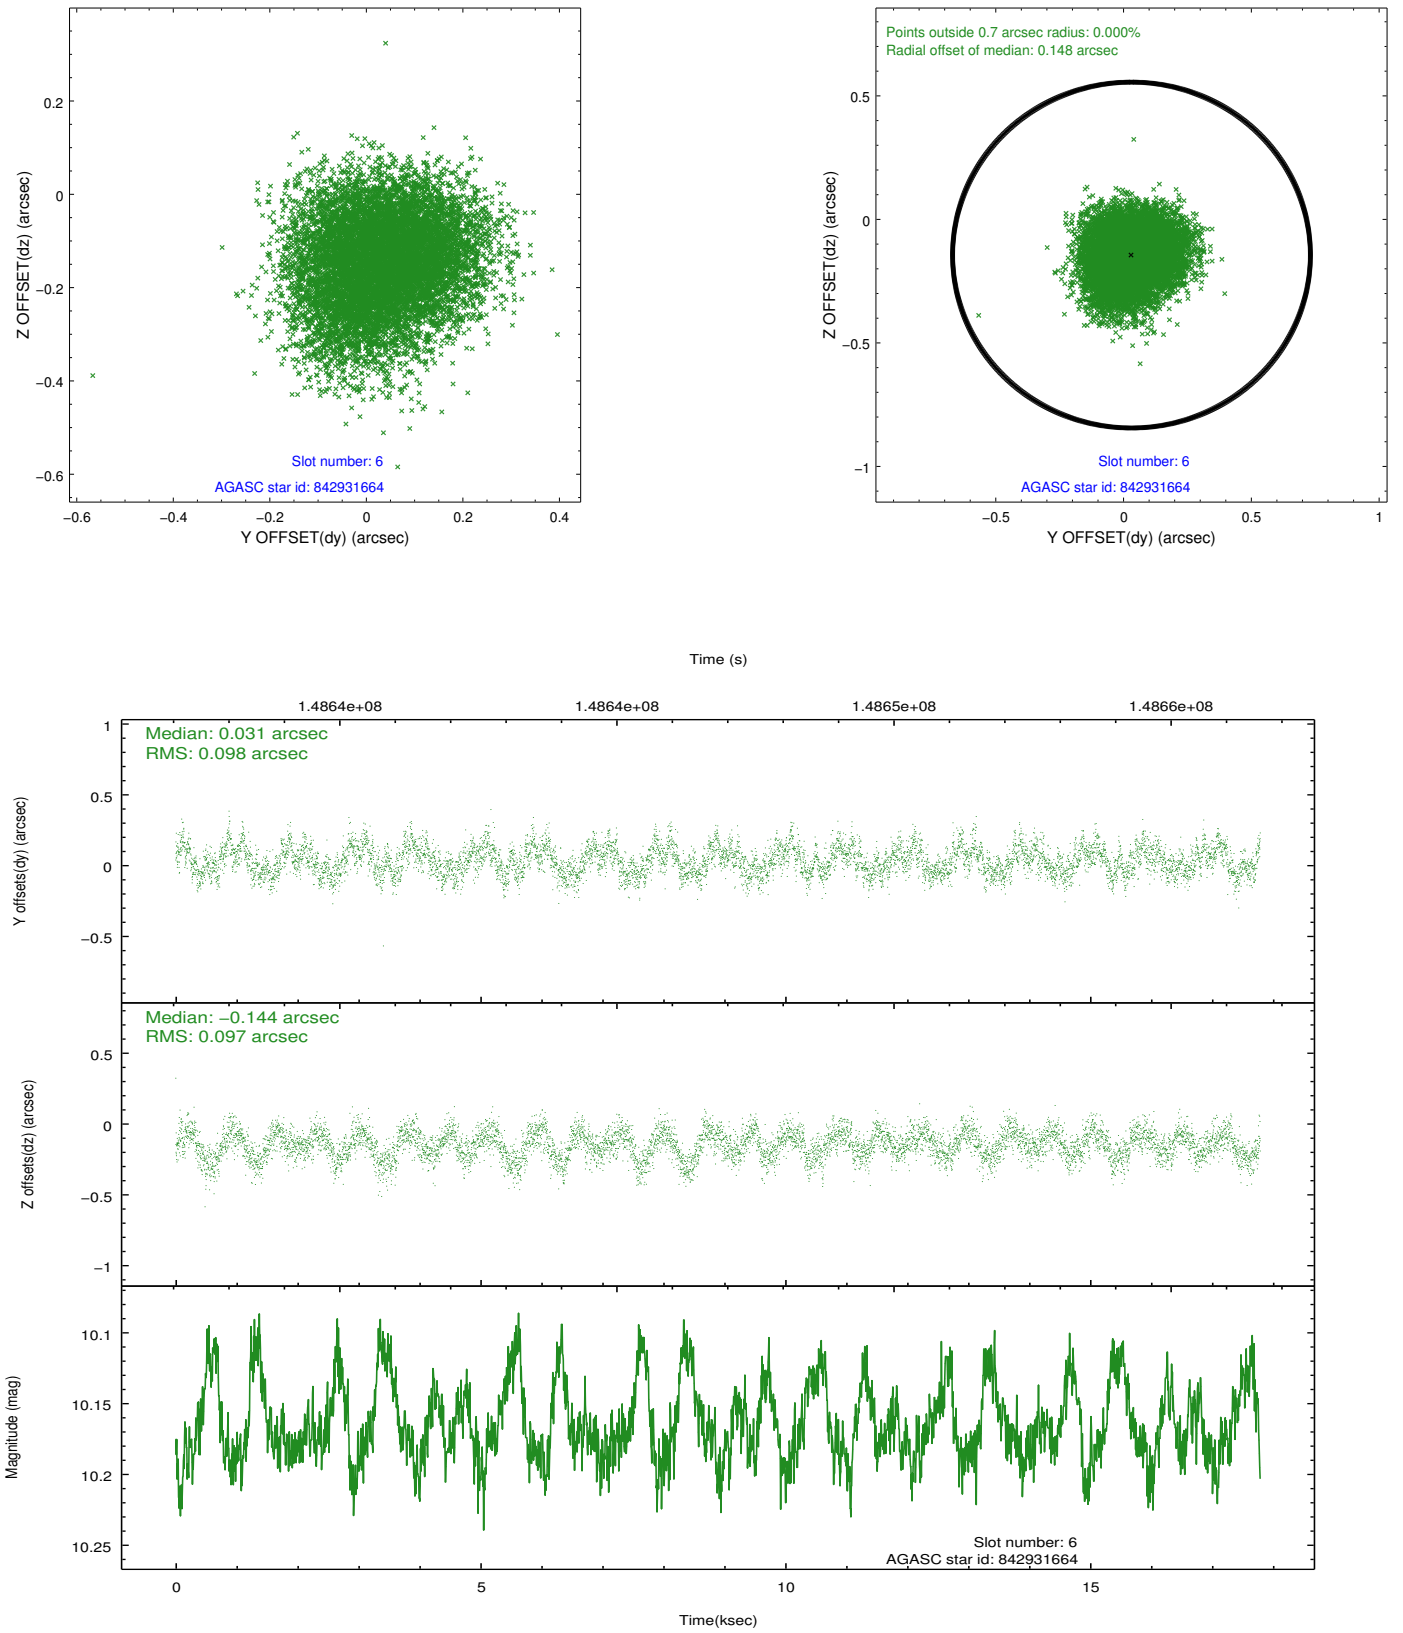 0.2
0
−0.2
−0.4
−0.6
Z OFFSET(dz) (arcsec)
Slot number: 6
AGASC star id: 842931664
−0.6 −0.4 −0.2 0 0.2 0.4
Y OFFSET(dy) (arcsec)
Points outside 0.7 arcsec radius: 0.000%
Radial offset of median: 0.148 arcsec
0.5
0
−0.5
−1
Z OFFSET(dz) (arcsec)
Slot number: 6
AGASC star id: 842931664
−0.5 0 0.5 1
Y OFFSET(dy) (arcsec)
Time (s)
1.4864e+08 1.4864e+08 1.4865e+08 1.4866e+08
Median: 0.031 arcsec
RMS: 0.098 arcsec
1
0.5
0
−0.5
Y offsets(dy) (arcsec)
Median: −0.144 arcsec
RMS: 0.097 arcsec
0.5
0
−0.5
−1
Z offsets(dz) (arcsec)
10.1
10.15
10.2
10.25
Magnitude (mag)
Slot number: 6
AGASC star id: 842931664
0 5 10 15
Time(ksec)